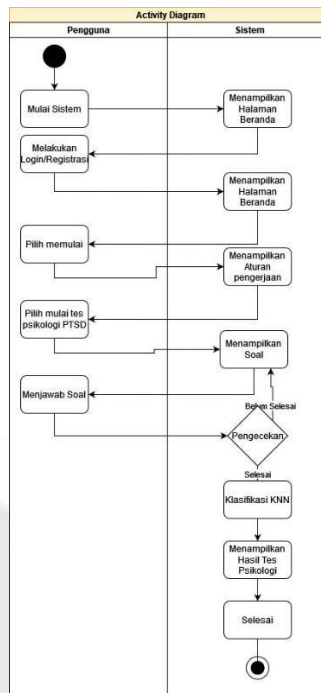 Activity Diagram
Pengguna
Sistem
Mulai Sistem
Menampilkan
Halaman
Beranda
Melakukan
Login/Registrasi
Menampilkan
Halaman
Beranda
Pilih memulai
Menampilkan
Aturan
pengerjaan
Pilih mulai tes
psikologi PTSD
Menampilkan
Soal
Menjawab Soal
Belum Selesai
Pengecekan
Selesai
Klasifikasi KNN
Menampilkan
Hasil Tes
Psikologi
Selesai